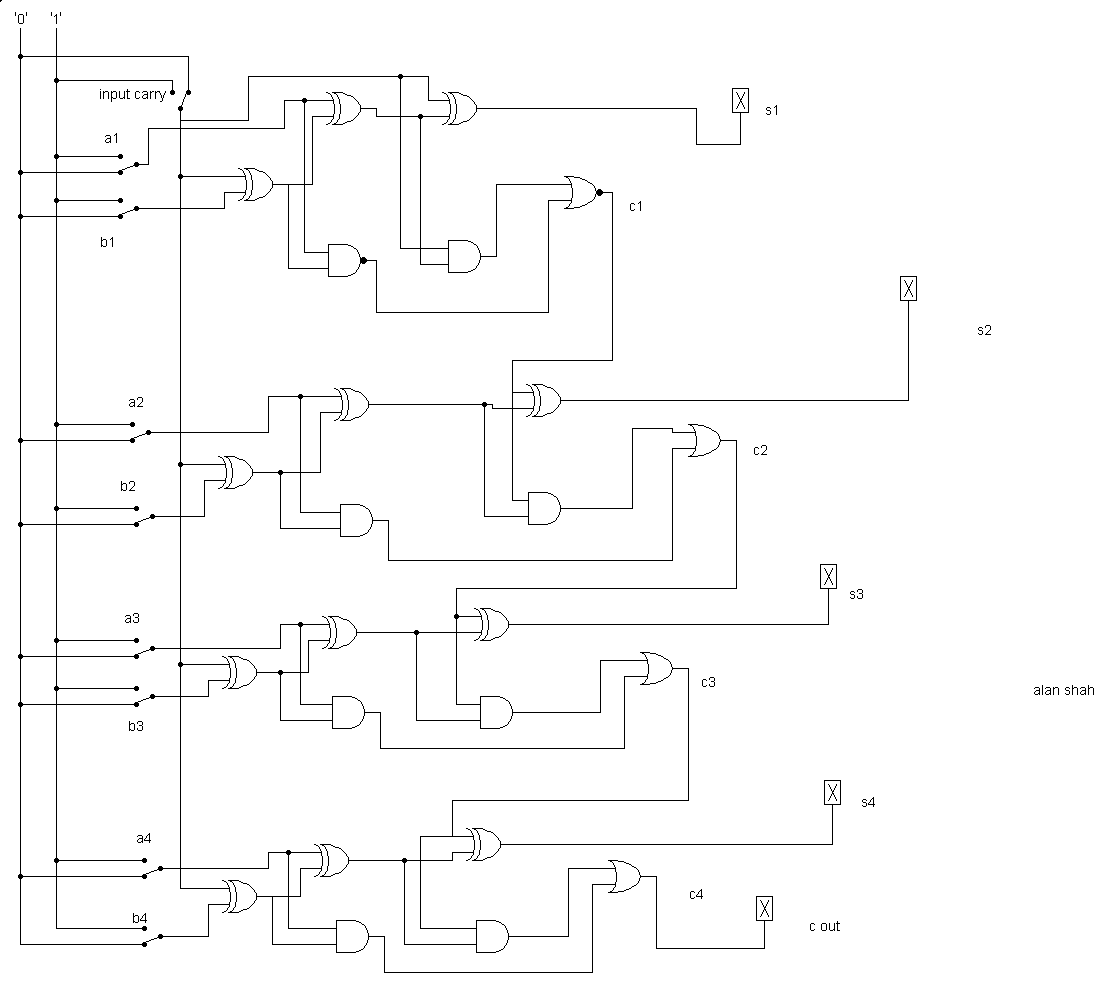 '0' '1'
input carry
s1
a1
c1
b1
s2
a2
c2
b2
s3
a3
c3
alan shah
b3
s4
a4
c4
b4
c out